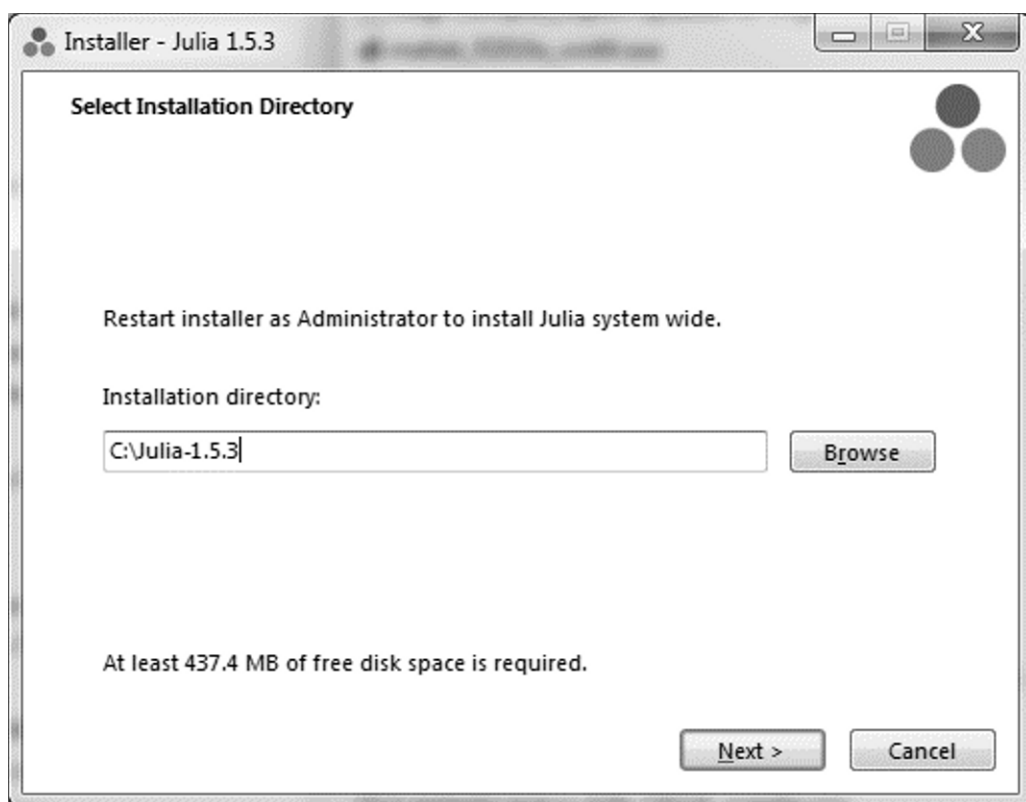 Installer - Julia 1.5.3
Select Installation Directory
Restart installer as Administrator to install Julia system wide.
Installation directory:
C:\Julia-1.5.3
Browse
At least 437.4 MB of free disk space is required.
Next >
Cancel